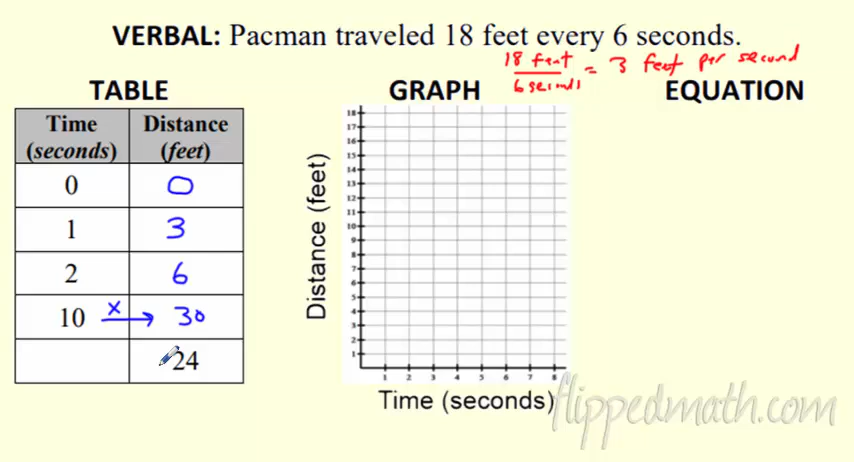 VERBAL: Pacman traveled 18 feet every 6 seconds.
18 feet
6 seconds
= 3 feet per second
TABLE
Time (seconds) Distance (feet)
0 0
1 3
2 6
10 x → 30
24
GRAPH
Distance (feet)
18
17
16
15
14
13
12
11
10
9
8
7
6
5
4
3
2
1
1 2 3 4 5 6 7 8
Time (seconds)
EQUATION
flippedmath.com